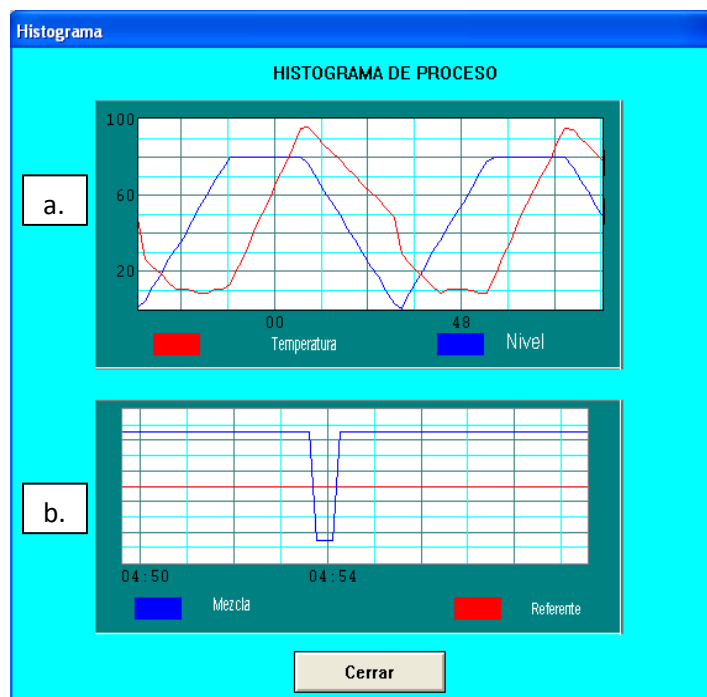 Histograma
HISTOGRAMA DE PROCESO
a.
100
60
20
00 48
Temperatura Nivel
b.
04:50 04:54
Mezcla Referente
Cerrar